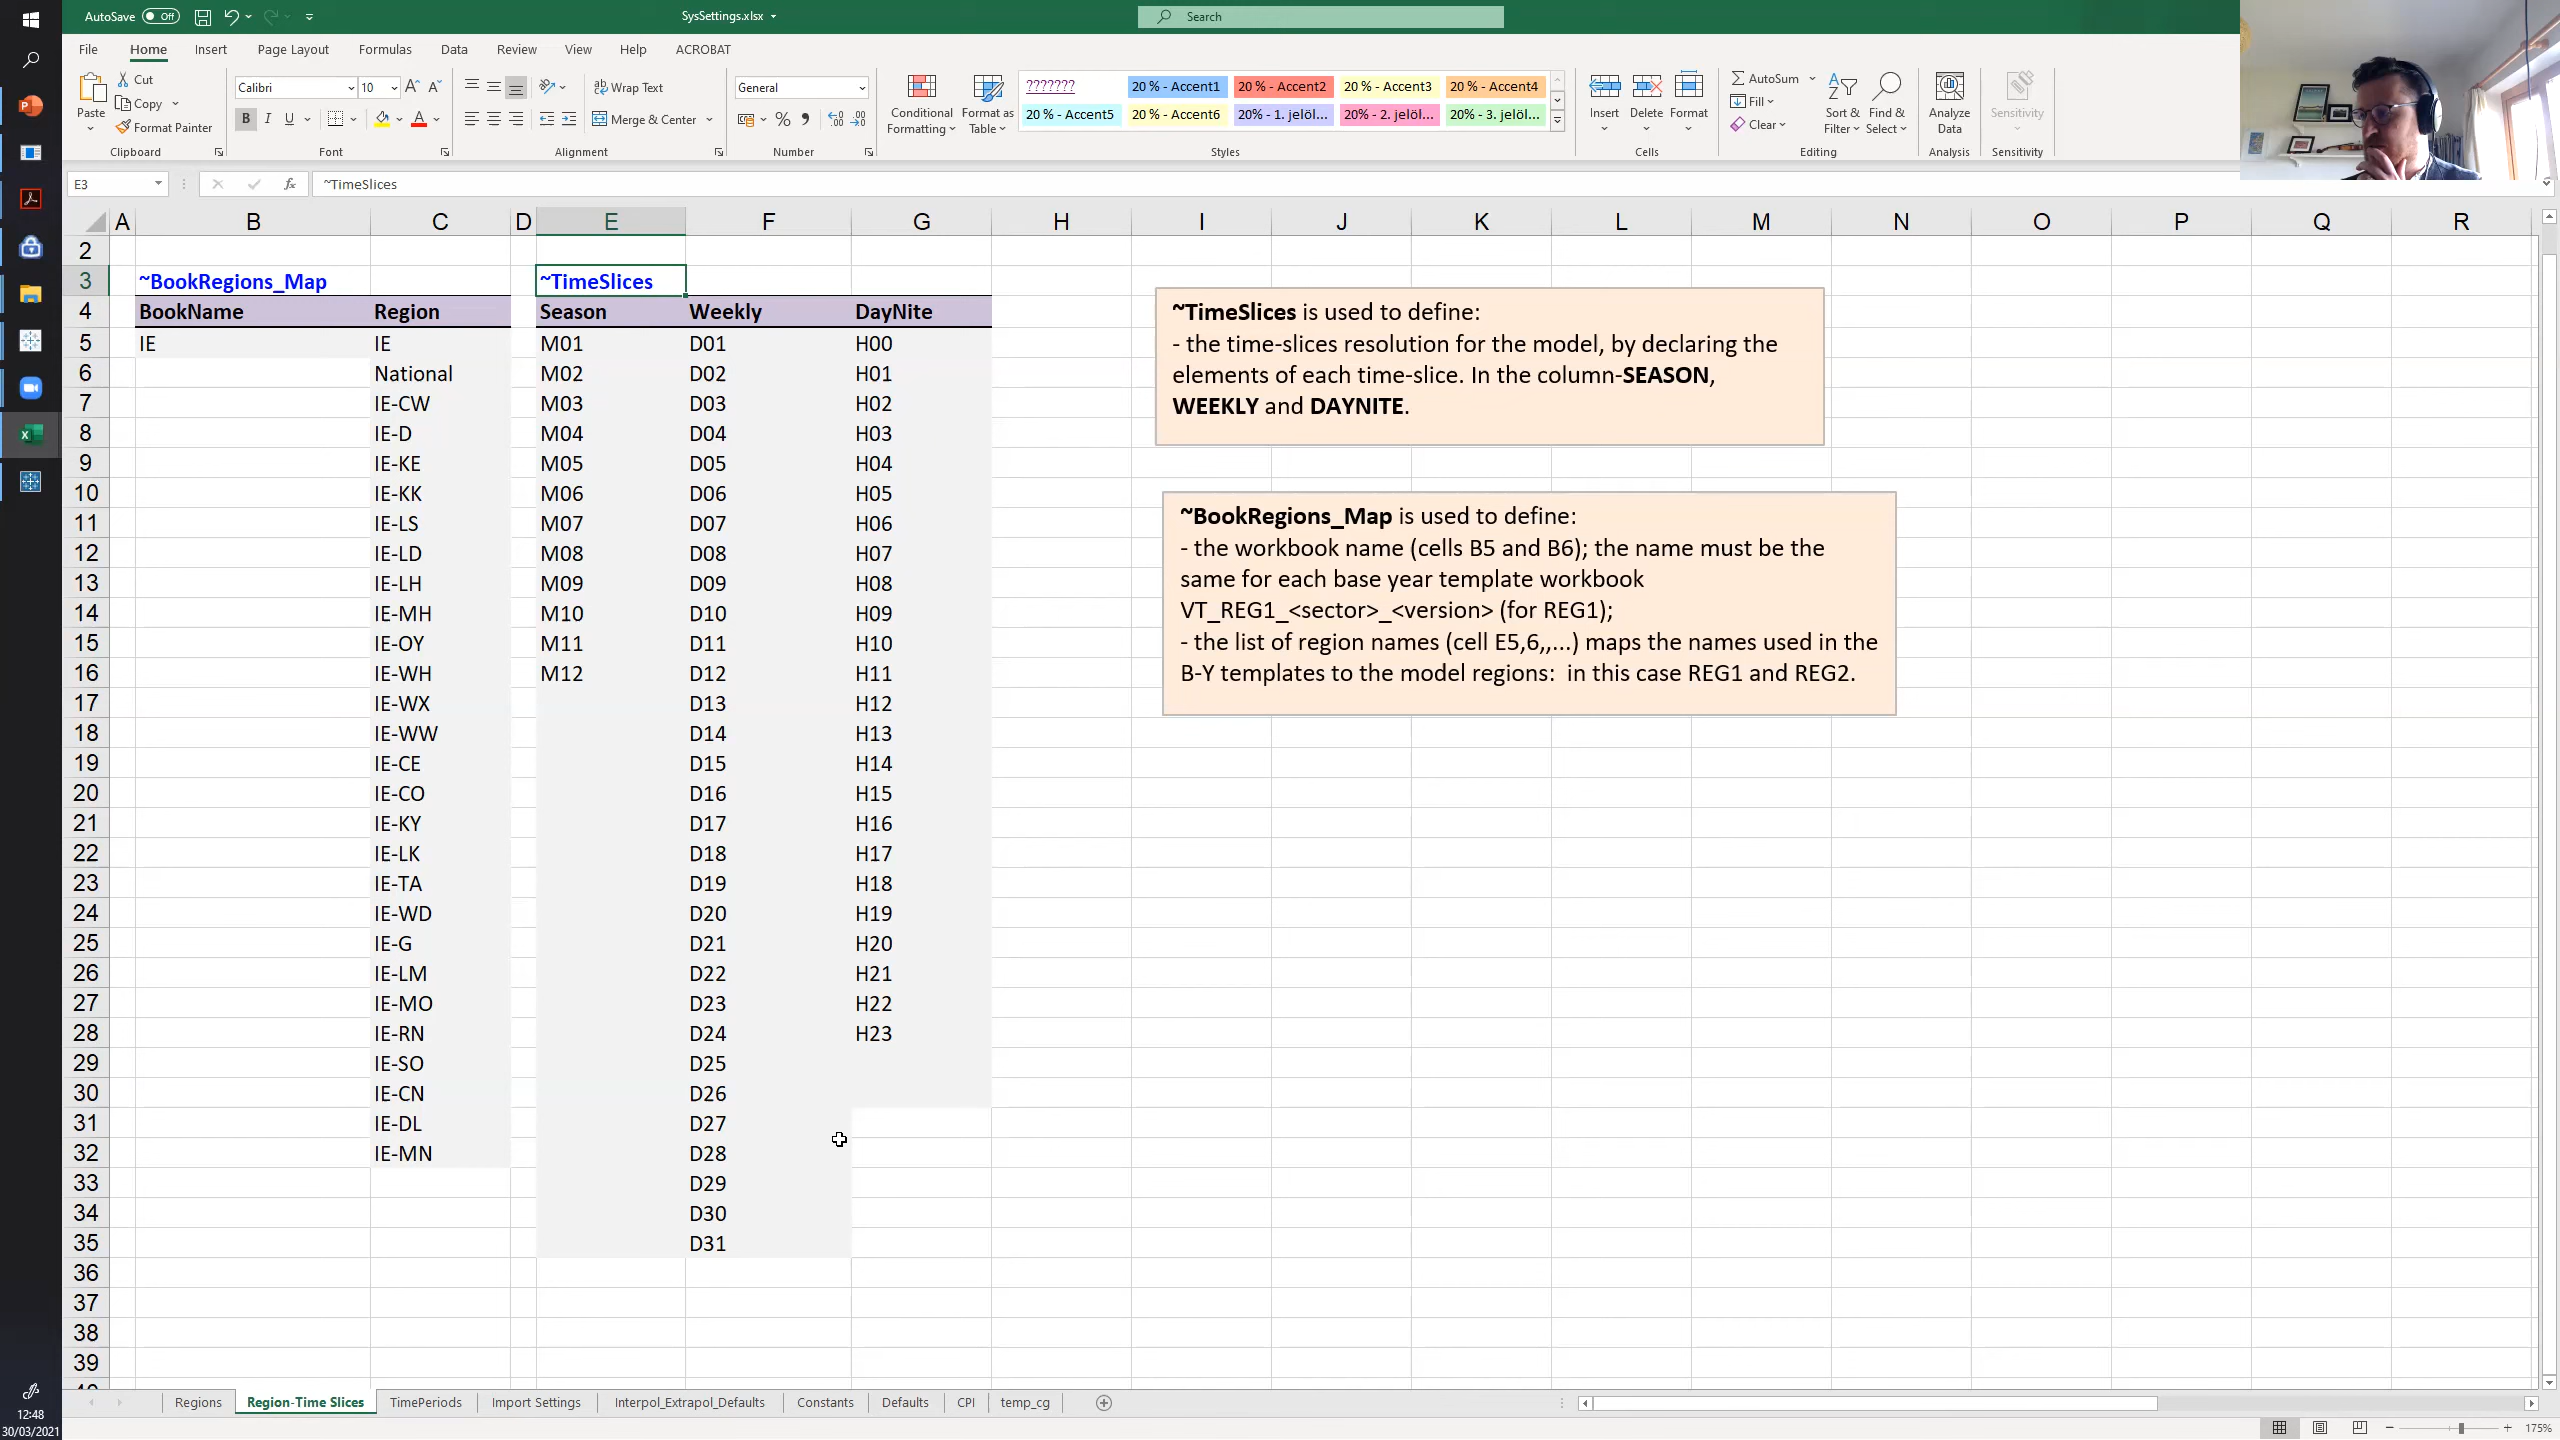 AutoSave Off
SysSettings.xlsx
Search
File Home Insert Page Layout Formulas Data Review View Help ACROBAT
Paste
Cut
Copy
Format Painter
Clipboard
Calibri 10
Font
Wrap Text
Merge & Center
Alignment
General
Number
Conditional Formatting
Format as Table
???????
20 % - Accent1
20 % - Accent2
20 % - Accent3
20 % - Accent4
20 % - Accent5
20 % - Accent6
20% - 1. jelöl...
20% - 2. jelöl...
20% - 3. jelöl...
Styles
Insert
Delete
Format
Cells
AutoSum
Fill
Clear
Sort & Filter
Find & Select
Editing
Analyze Data
Analysis
Sensitivity
Sensitivity
E3
~TimeSlices
A B C D E F G H I J K L M N O P Q R
2
3 ~BookRegions_Map ~TimeSlices
4 BookName Region Season Weekly DayNite
5 IE IE M01 D01 H00
6 National M02 D02 H01
7 IE-CW M03 D03 H02
8 IE-D M04 D04 H03
9 IE-KE M05 D05 H04
10 IE-KK M06 D06 H05
11 IE-LS M07 D07 H06
12 IE-LD M08 D08 H07
13 IE-LH M09 D09 H08
14 IE-MH M10 D10 H09
15 IE-OY M11 D11 H10
16 IE-WH M12 D12 H11
17 IE-WX D13 H12
18 IE-WW D14 H13
19 IE-CE D15 H14
20 IE-CO D16 H15
21 IE-KY D17 H16
22 IE-LK D18 H17
23 IE-TA D19 H18
24 IE-WD D20 H19
25 IE-G D21 H20
26 IE-LM D22 H21
27 IE-MO D23 H22
28 IE-RN D24 H23
29 IE-SO D25
30 IE-CN D26
31 IE-DL D27
32 IE-MN D28
33 D29
34 D30
35 D31
36
37
38
39
~TimeSlices is used to define:
- the time-slices resolution for the model, by declaring the
elements of each time-slice. In the column-SEASON,
WEEKLY and DAYNITE.
~BookRegions_Map is used to define:
- the workbook name (cells B5 and B6); the name must be the
same for each base year template workbook
VT_REG1_<sector>_<version> (for REG1);
- the list of region names (cell E5,6,,...) maps the names used in the
B-Y templates to the model regions: in this case REG1 and REG2.
Regions Region-Time Slices TimePeriods Import Settings Interpol_Extrapol_Defaults Constants Defaults CPI temp_cg
175%
12:48
30/03/2021